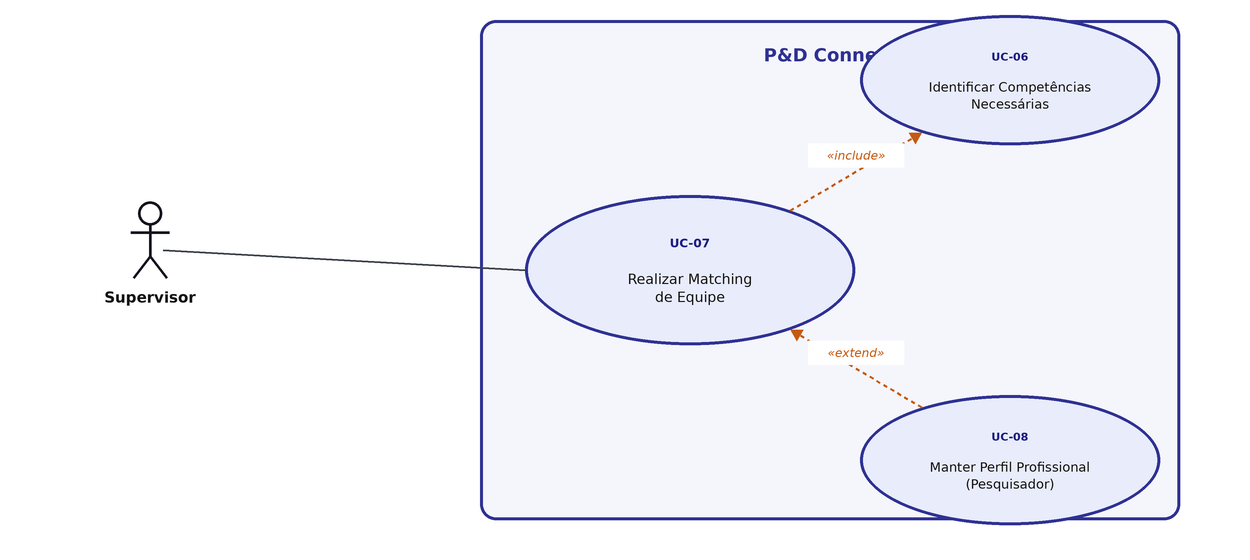 P&D Conne
UC-06
Identificar Competências
Necessárias
«include»
UC-07
Realizar Matching
de Equipe
Supervisor
«extend»
UC-08
Manter Perfil Profissional
(Pesquisador)